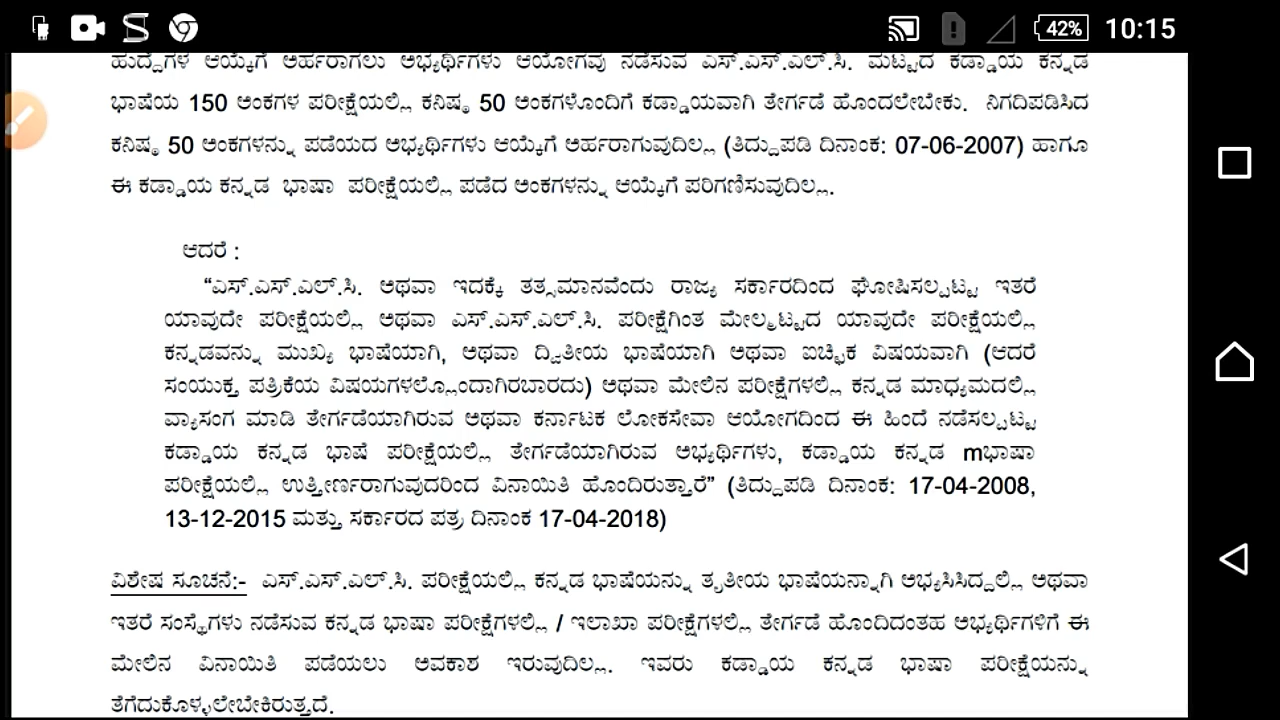 42% 10:15
ಹುದ್ದೆಗಳ ಆಯ್ಕೆಗೆ ಅರ್ಹರಾಗಲು ಅಭ್ಯರ್ಥಿಗಳು ಆಯೋಗವು ನಡೆಸುವ ಎಸ್.ಎಸ್.ಎಲ್.ಸಿ. ಮಟ್ಟದ ಕಡ್ಡಾಯ ಕನ್ನಡ
ಭಾಷೆಯ 150 ಅಂಕಗಳ ಪರೀಕ್ಷೆಯಲ್ಲಿ ಕನಿಷ್ಠ 50 ಅಂಕಗಳೊಂದಿಗೆ ಕಡ್ಡಾಯವಾಗಿ ತೇರ್ಗಡೆ ಹೊಂದಲೇಬೇಕು. ನಿಗದಿಪಡಿಸಿದ
ಕನಿಷ್ಠ 50 ಅಂಕಗಳನ್ನು ಪಡೆಯದ ಅಭ್ಯರ್ಥಿಗಳು ಆಯ್ಕೆಗೆ ಅರ್ಹರಾಗುವುದಿಲ್ಲ (ತಿದ್ದುಪಡಿ ದಿನಾಂಕ: 07-06-2007) ಹಾಗೂ
ಈ ಕಡ್ಡಾಯ ಕನ್ನಡ ಭಾಷಾ ಪರೀಕ್ಷೆಯಲ್ಲಿ ಪಡೆದ ಅಂಕಗಳನ್ನು ಆಯ್ಕೆಗೆ ಪರಿಗಣಿಸುವುದಿಲ್ಲ.
ಆದರೆ :
“ಎಸ್.ಎಸ್.ಎಲ್.ಸಿ. ಅಥವಾ ಇದಕ್ಕೆ ತತ್ಸಮಾನವೆಂದು ರಾಜ್ಯ ಸರ್ಕಾರದಿಂದ ಘೋಷಿಸಲ್ಪಟ್ಟ ಇತರೆ
ಯಾವುದೇ ಪರೀಕ್ಷೆಯಲ್ಲಿ ಅಥವಾ ಎಸ್.ಎಸ್.ಎಲ್.ಸಿ. ಪರೀಕ್ಷೆಗಿಂತ ಮೇಲ್ಮಟ್ಟದ ಯಾವುದೇ ಪರೀಕ್ಷೆಯಲ್ಲಿ
ಕನ್ನಡವನ್ನು ಮುಖ್ಯ ಭಾಷೆಯಾಗಿ, ಅಥವಾ ದ್ವಿತೀಯ ಭಾಷೆಯಾಗಿ ಅಥವಾ ಐಚ್ಛಿಕ ವಿಷಯವಾಗಿ (ಆದರೆ
ಸಂಯುಕ್ತ ಪತ್ರಿಕೆಯ ವಿಷಯಗಳಲ್ಲೊಂದಾಗಿರಬಾರದು) ಅಥವಾ ಮೇಲಿನ ಪರೀಕ್ಷೆಗಳಲ್ಲಿ ಕನ್ನಡ ಮಾಧ್ಯಮದಲ್ಲಿ
ವ್ಯಾಸಂಗ ಮಾಡಿ ತೇರ್ಗಡೆಯಾಗಿರುವ ಅಥವಾ ಕರ್ನಾಟಕ ಲೋಕಸೇವಾ ಆಯೋಗದಿಂದ ಈ ಹಿಂದೆ ನಡೆಸಲ್ಪಟ್ಟ
ಕಡ್ಡಾಯ ಕನ್ನಡ ಭಾಷೆ ಪರೀಕ್ಷೆಯಲ್ಲಿ ತೇರ್ಗಡೆಯಾಗಿರುವ ಅಭ್ಯರ್ಥಿಗಳು, ಕಡ್ಡಾಯ ಕನ್ನಡ mಭಾಷಾ
ಪರೀಕ್ಷೆಯಲ್ಲಿ ಉತ್ತೀರ್ಣರಾಗುವುದರಿಂದ ವಿನಾಯಿತಿ ಹೊಂದಿರುತ್ತಾರೆ” (ತಿದ್ದುಪಡಿ ದಿನಾಂಕ: 17-04-2008,
13-12-2015 ಮತ್ತು ಸರ್ಕಾರದ ಪತ್ರ ದಿನಾಂಕ 17-04-2018)
ವಿಶೇಷ ಸೂಚನೆ:- ಎಸ್.ಎಸ್.ಎಲ್.ಸಿ. ಪರೀಕ್ಷೆಯಲ್ಲಿ ಕನ್ನಡ ಭಾಷೆಯನ್ನು ತೃತೀಯ ಭಾಷೆಯನ್ನಾಗಿ ಅಭ್ಯಸಿಸಿದ್ದಲ್ಲಿ ಅಥವಾ
ಇತರೆ ಸಂಸ್ಥೆಗಳು ನಡೆಸುವ ಕನ್ನಡ ಭಾಷಾ ಪರೀಕ್ಷೆಗಳಲ್ಲಿ / ಇಲಾಖಾ ಪರೀಕ್ಷೆಗಳಲ್ಲಿ ತೇರ್ಗಡೆ ಹೊಂದಿದಂತಹ ಅಭ್ಯರ್ಥಿಗಳಿಗೆ ಈ
ಮೇಲಿನ ವಿನಾಯಿತಿ ಪಡೆಯಲು ಅವಕಾಶ ಇರುವುದಿಲ್ಲ. ಇವರು ಕಡ್ಡಾಯ ಕನ್ನಡ ಭಾಷಾ ಪರೀಕ್ಷೆಯನ್ನು
ತೆಗೆದುಕೊಳ್ಳಲೇಬೇಕಿರುತ್ತದೆ.